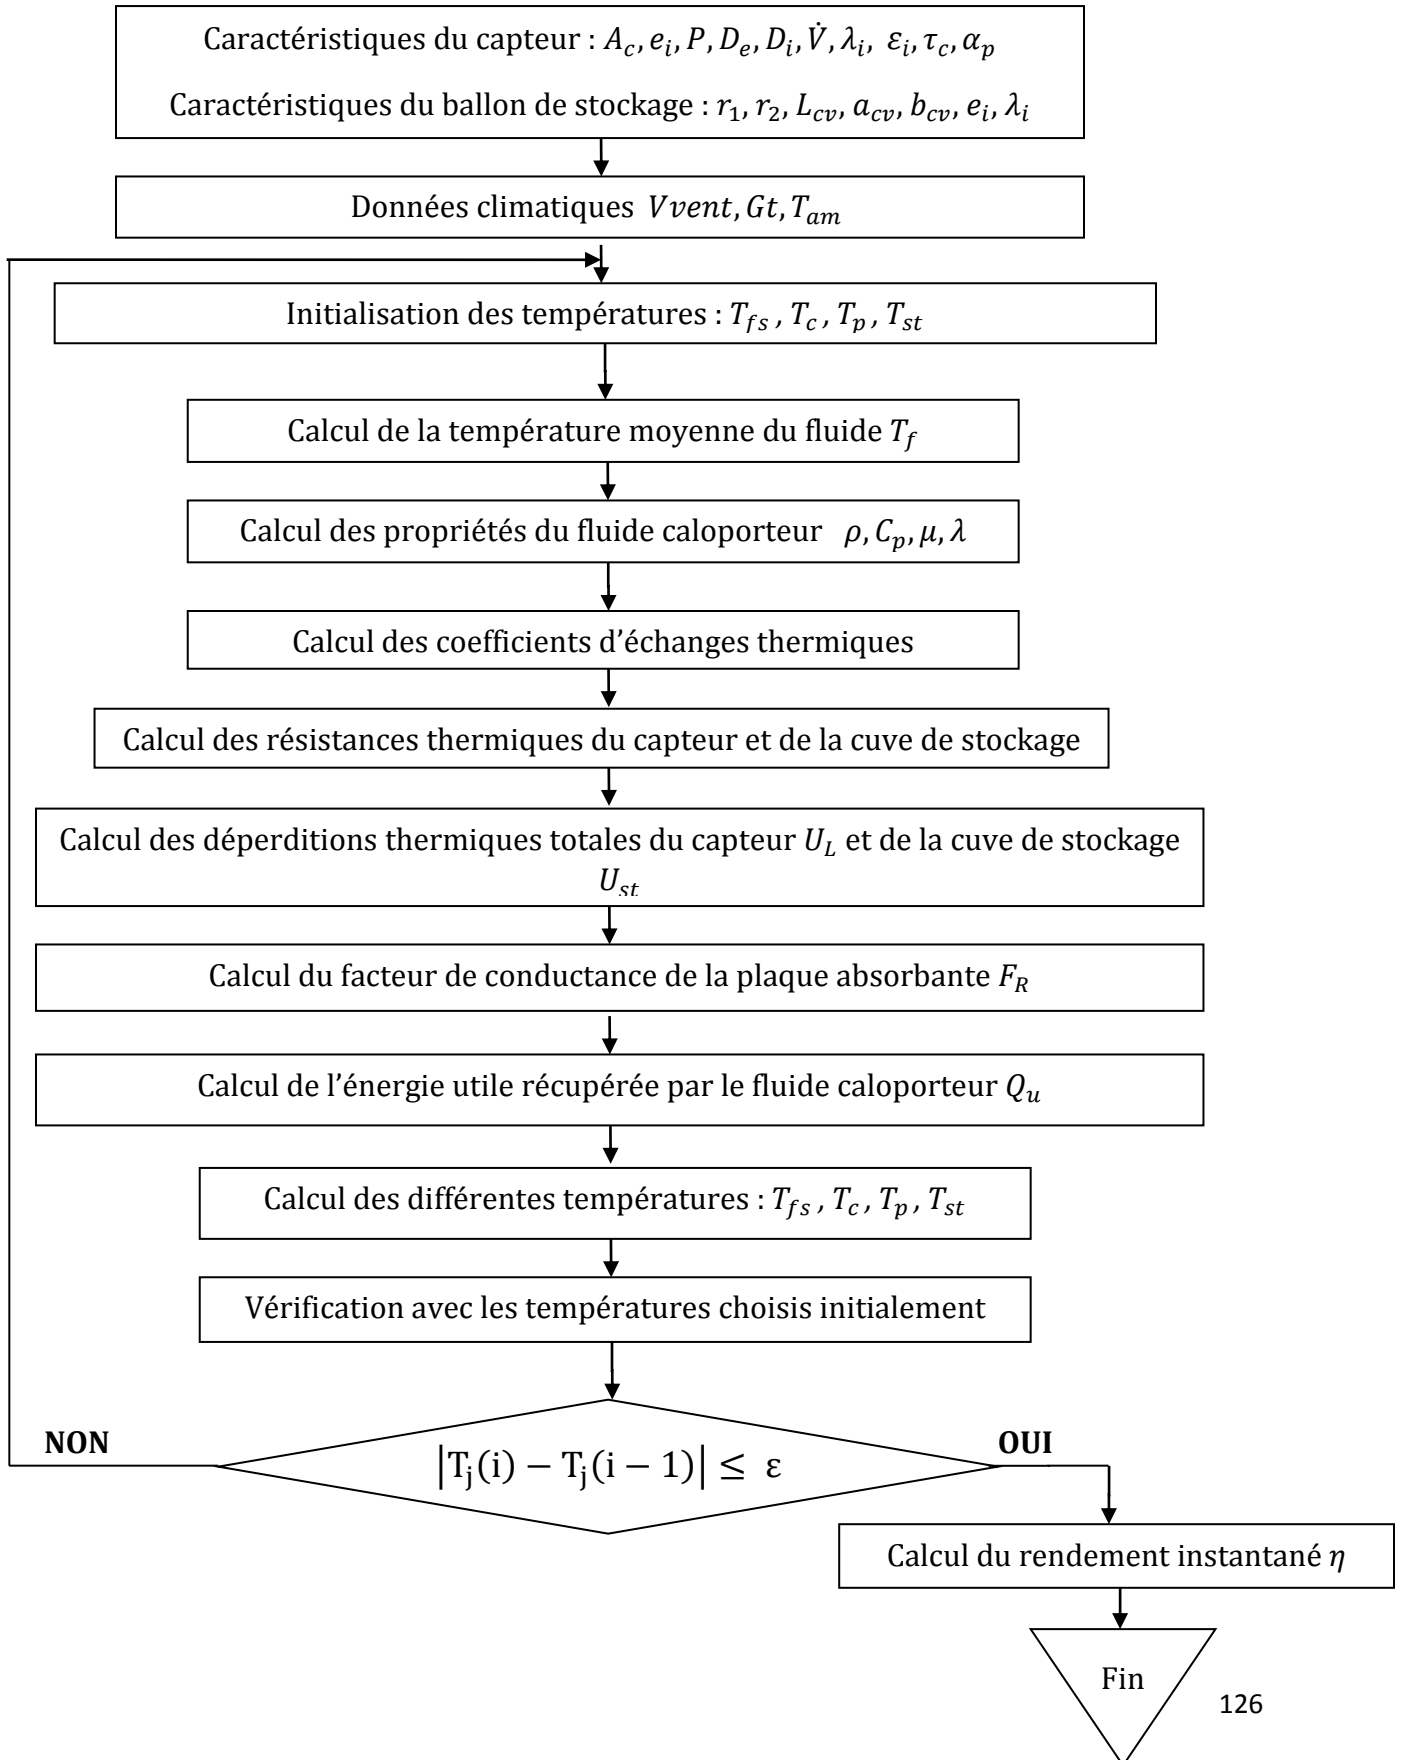 Caractéristiques du capteur : A_c, e_i, P, D_e, D_i, V̇, λ_i, ε_i, τ_c, α_p
Caractéristiques du ballon de stockage : r_1, r_2, L_cv, a_cv, b_cv, e_i, λ_i
Données climatiques Vvent, Gt, T_am
Initialisation des températures : T_fs , T_c , T_p , T_st
Calcul de la température moyenne du fluide T_f
Calcul des propriétés du fluide caloporteur ρ, C_p, μ, λ
Calcul des coefficients d’échanges thermiques
Calcul des résistances thermiques du capteur et de la cuve de stockage
Calcul des déperditions thermiques totales du capteur U_L et de la cuve de stockage
U_st
Calcul du facteur de conductance de la plaque absorbante F_R
Calcul de l’énergie utile récupérée par le fluide caloporteur Q_u
Calcul des différentes températures : T_fs , T_c , T_p , T_st
Vérification avec les températures choisis initialement
NON
OUI
|T_j(i) − T_j(i − 1)| ≤ ε
Calcul du rendement instantané η
Fin
126